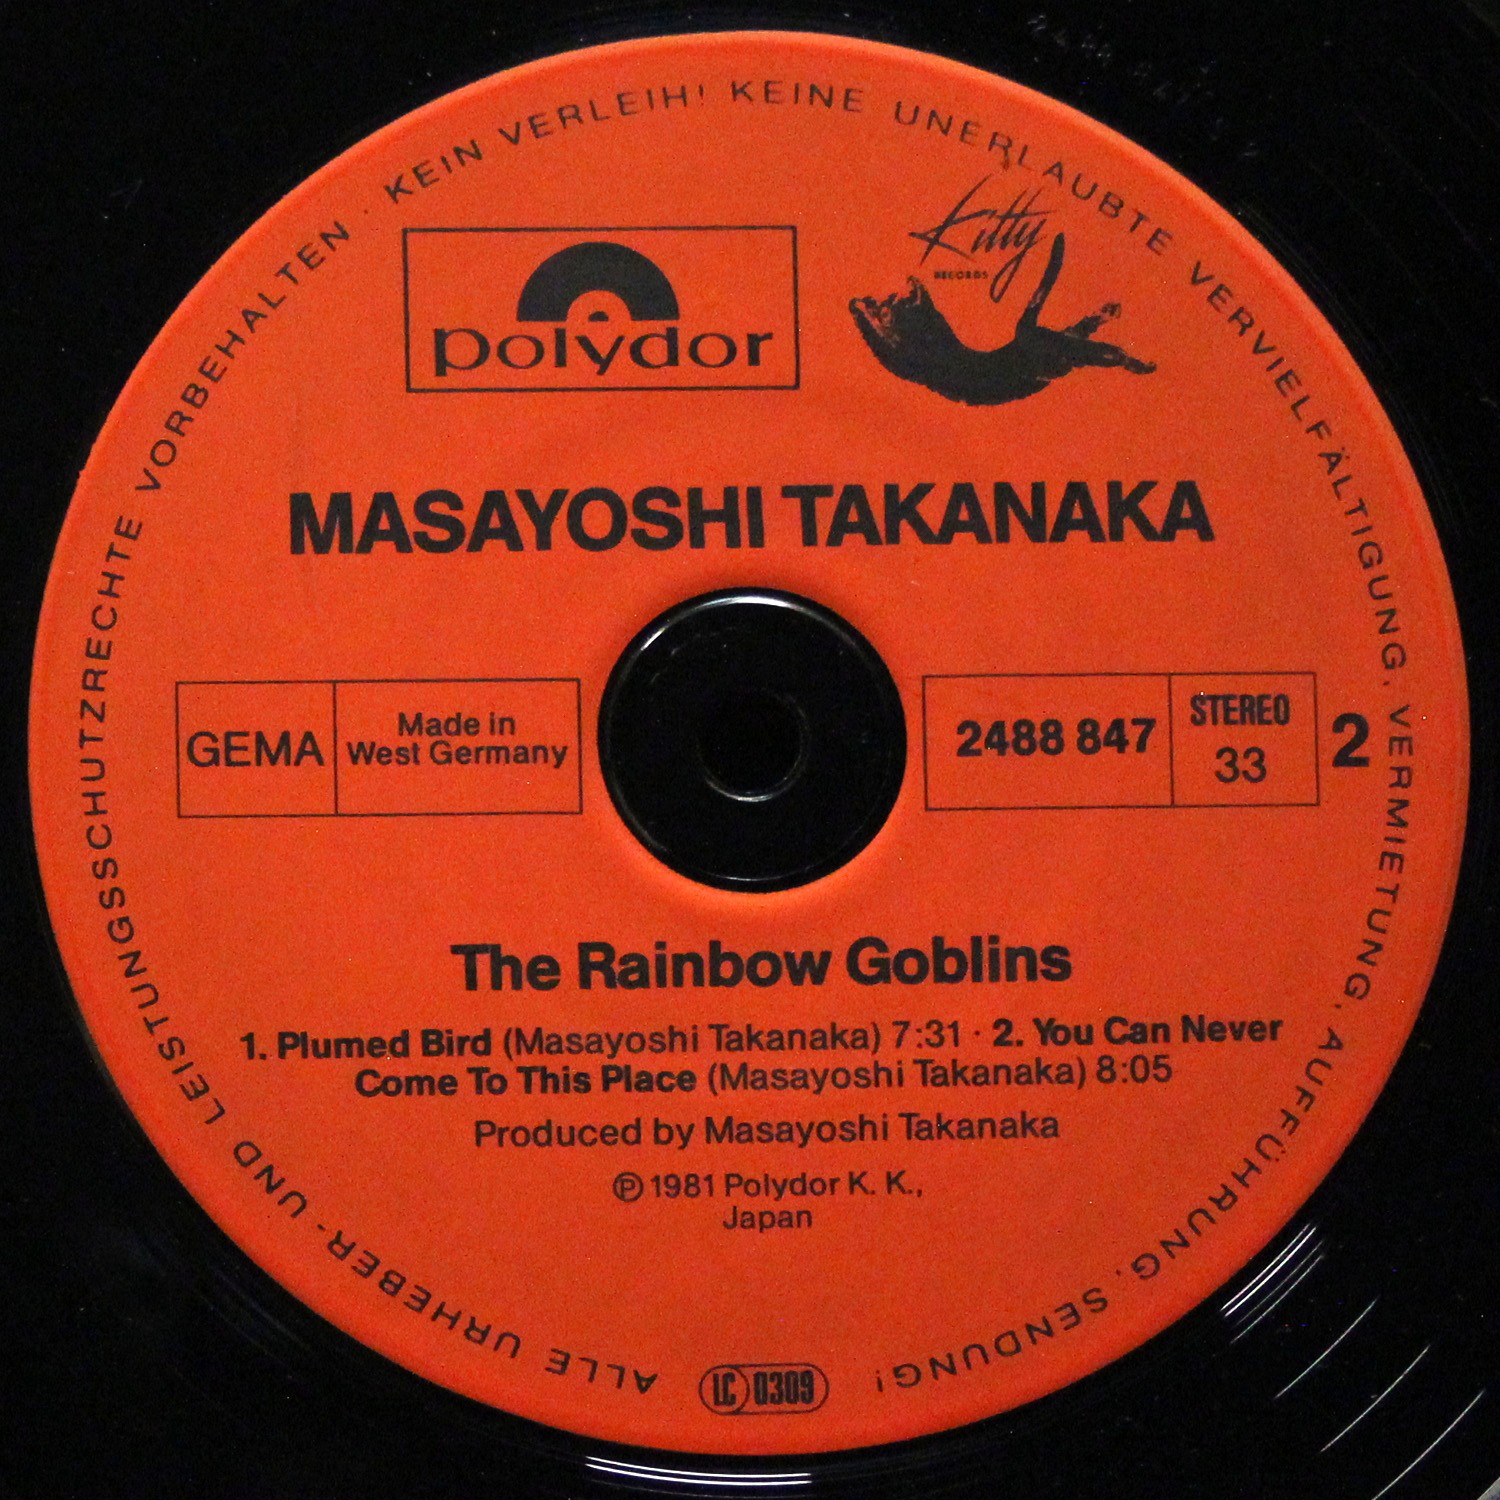 ALLE URHEBER- UND LEISTUNGSSCHUTZRECHTE VORBEHALTEN · KEIN VERLEIH! KEINE UNERLAUBTE VERVIELFÄLTIGUNG, VERMIETUNG, AUFFÜHRUNG, SENDUNG!
polydor
Kitty
RECORDS
MASAYOSHI TAKANAKA
GEMA
Made in
West Germany
2488 847
STEREO
33
2
The Rainbow Goblins
1. Plumed Bird (Masayoshi Takanaka) 7:31 · 2. You Can Never
Come To This Place (Masayoshi Takanaka) 8:05
Produced by Masayoshi Takanaka
℗ 1981 Polydor K. K.,
Japan
LC 0309